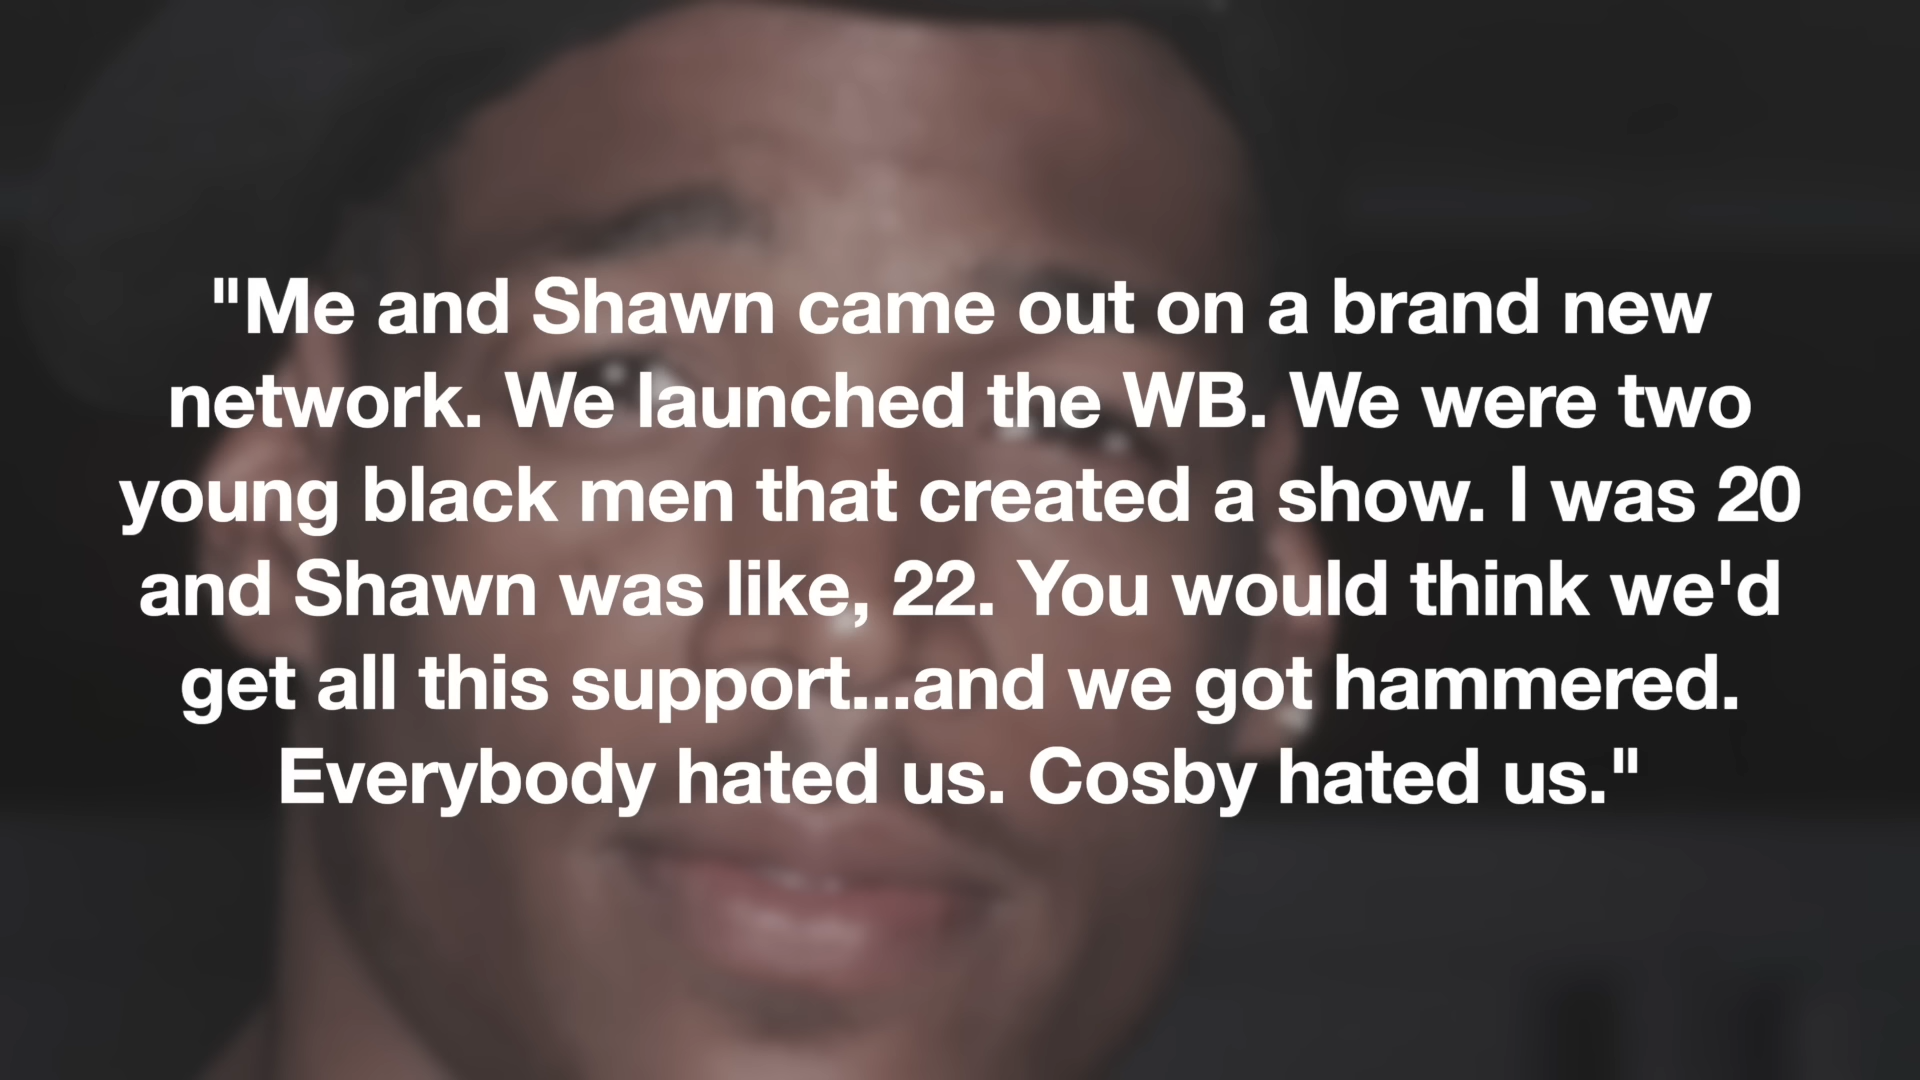 "Me and Shawn came out on a brand new
network. We launched the WB. We were two
young black men that created a show. I was 20
and Shawn was like, 22. You would think we'd
get all this support...and we got hammered.
Everybody hated us. Cosby hated us."